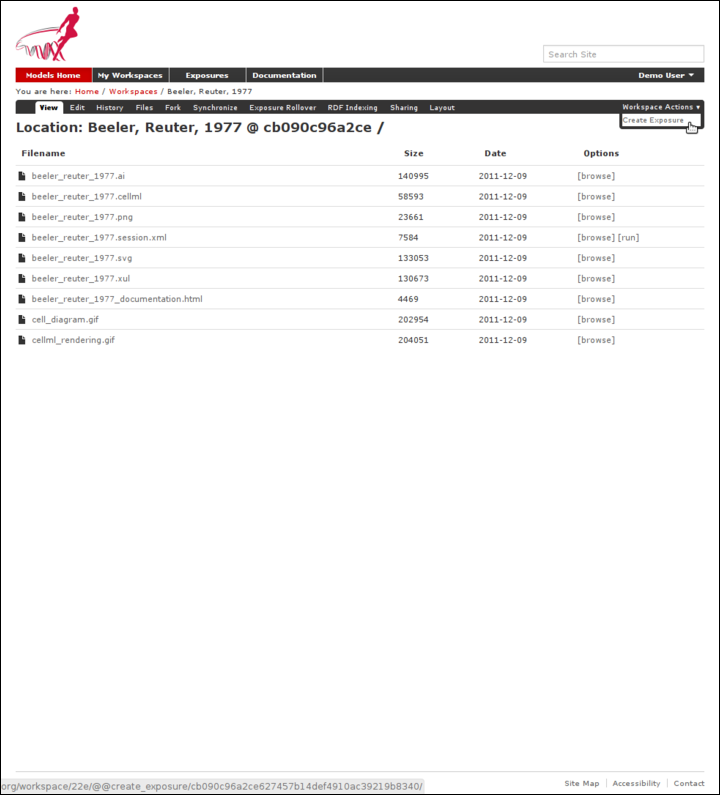 Search Site
Models Home My Workspaces Exposures Documentation Demo User ▼
You are here: Home / Workspaces / Beeler, Reuter, 1977
View Edit History Files Fork Synchronize Exposure Rollover RDF Indexing Sharing Layout Workspace Actions ▼
Create Exposure
Location: Beeler, Reuter, 1977 @ cb090c96a2ce /
Filename Size Date Options
beeler_reuter_1977.ai 140995 2011-12-09 [browse]
beeler_reuter_1977.cellml 58593 2011-12-09 [browse]
beeler_reuter_1977.png 23661 2011-12-09 [browse]
beeler_reuter_1977.session.xml 7584 2011-12-09 [browse] [run]
beeler_reuter_1977.svg 133053 2011-12-09 [browse]
beeler_reuter_1977.xul 130673 2011-12-09 [browse]
beeler_reuter_1977_documentation.html 4469 2011-12-09 [browse]
cell_diagram.gif 202954 2011-12-09 [browse]
cellml_rendering.gif 204051 2011-12-09 [browse]
Site Map Accessibility Contact
org/workspace/22e/@@create_exposure/cb090c96a2ce627457b14def4910ac39219b8340/